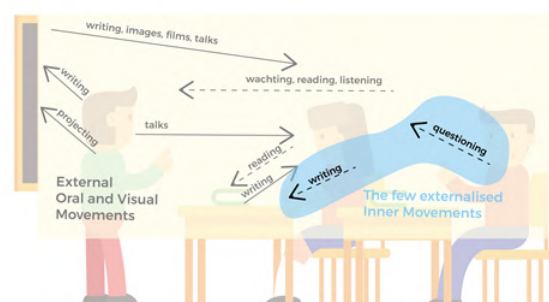 writing, images, films, talks
wachting, reading, listening
writing
projecting
talks
questioning
reading
writing
writing
External
Oral and Visual
Movements
The few externalised
Inner Movements